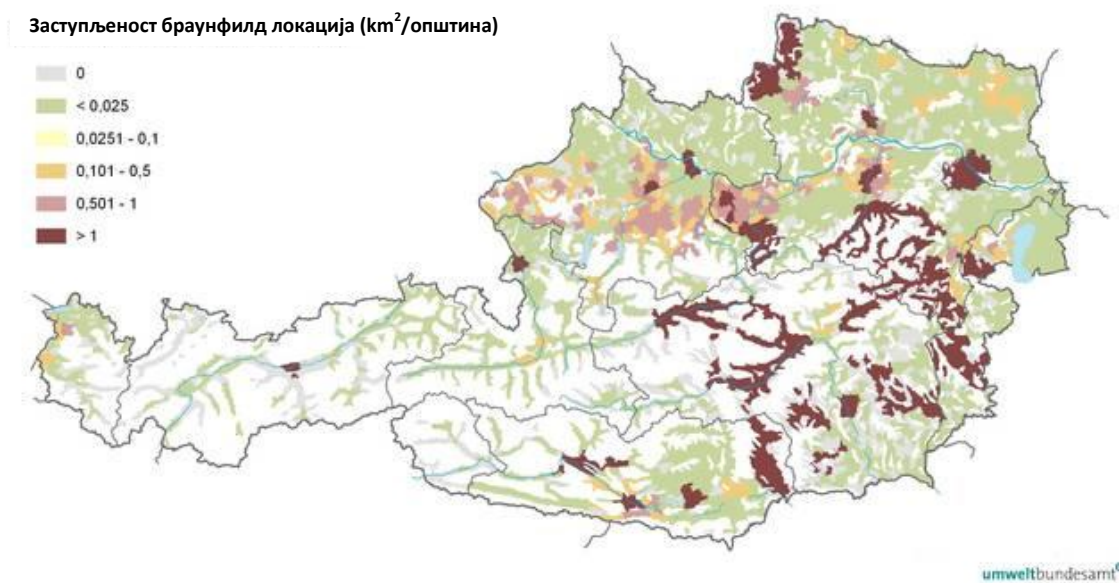 Заступљеност браунфилд локација (km²/општина)
0
< 0,025
0,0251 - 0,1
0,101 - 0,5
0,501 - 1
> 1
umweltbundesamt